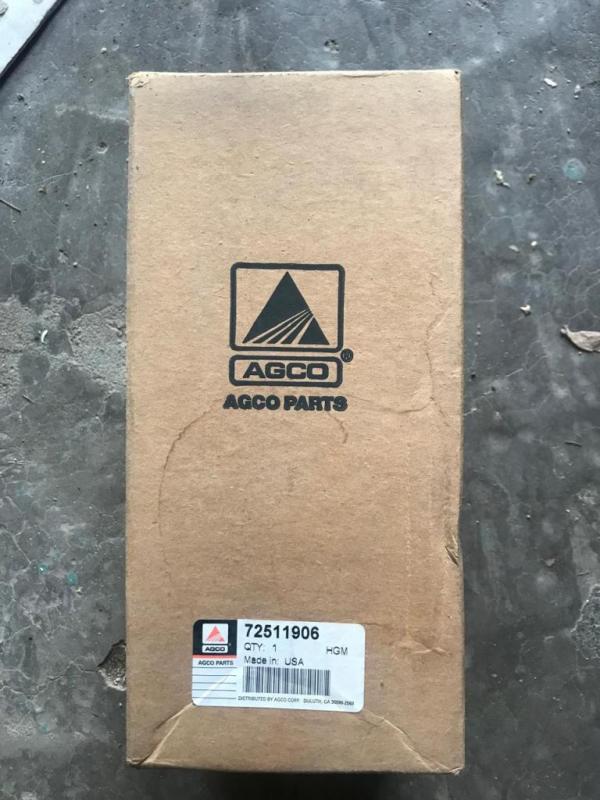 AGCO
®
AGCO PARTS
AGCO
AGCO PARTS
72511906
QTY: 1 HGM
Made in: USA
DISTRIBUTED BY AGCO CORP. DULUTH, GA